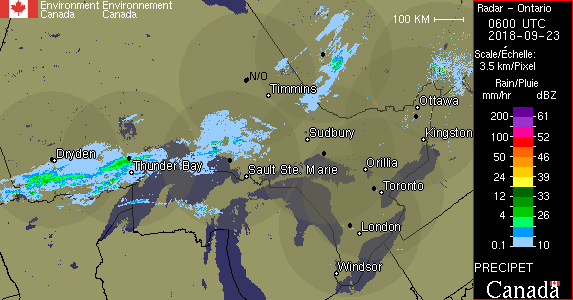 Environment Environnement
Canada Canada
100 KM
N/O
Timmins
Ottawa
Sudbury
Kingston
Dryden
Thunder Bay
Sault Ste. Marie
Orillia
Toronto
London
Windsor
Radar - Ontario
0600 UTC
2018-09-23
Scale/Échelle:
3.5 km/Pixel
Rain/Pluie
mm/hr dBZ
200 61
100 52
50 46
24 39
12 33
4 26
0.1 10
PRECIPET
Canada